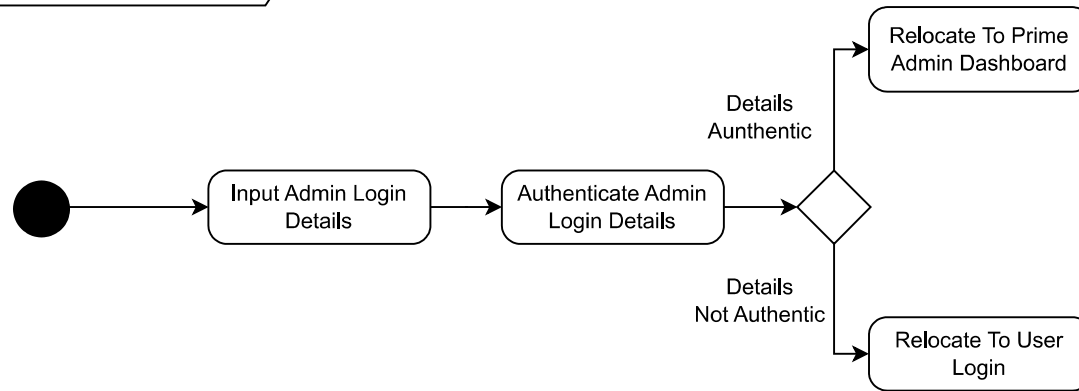 Relocate To Prime
Admin Dashboard
Details
Aunthentic
Input Admin Login
Details
Authenticate Admin
Login Details
Details
Not Authentic
Relocate To User
Login